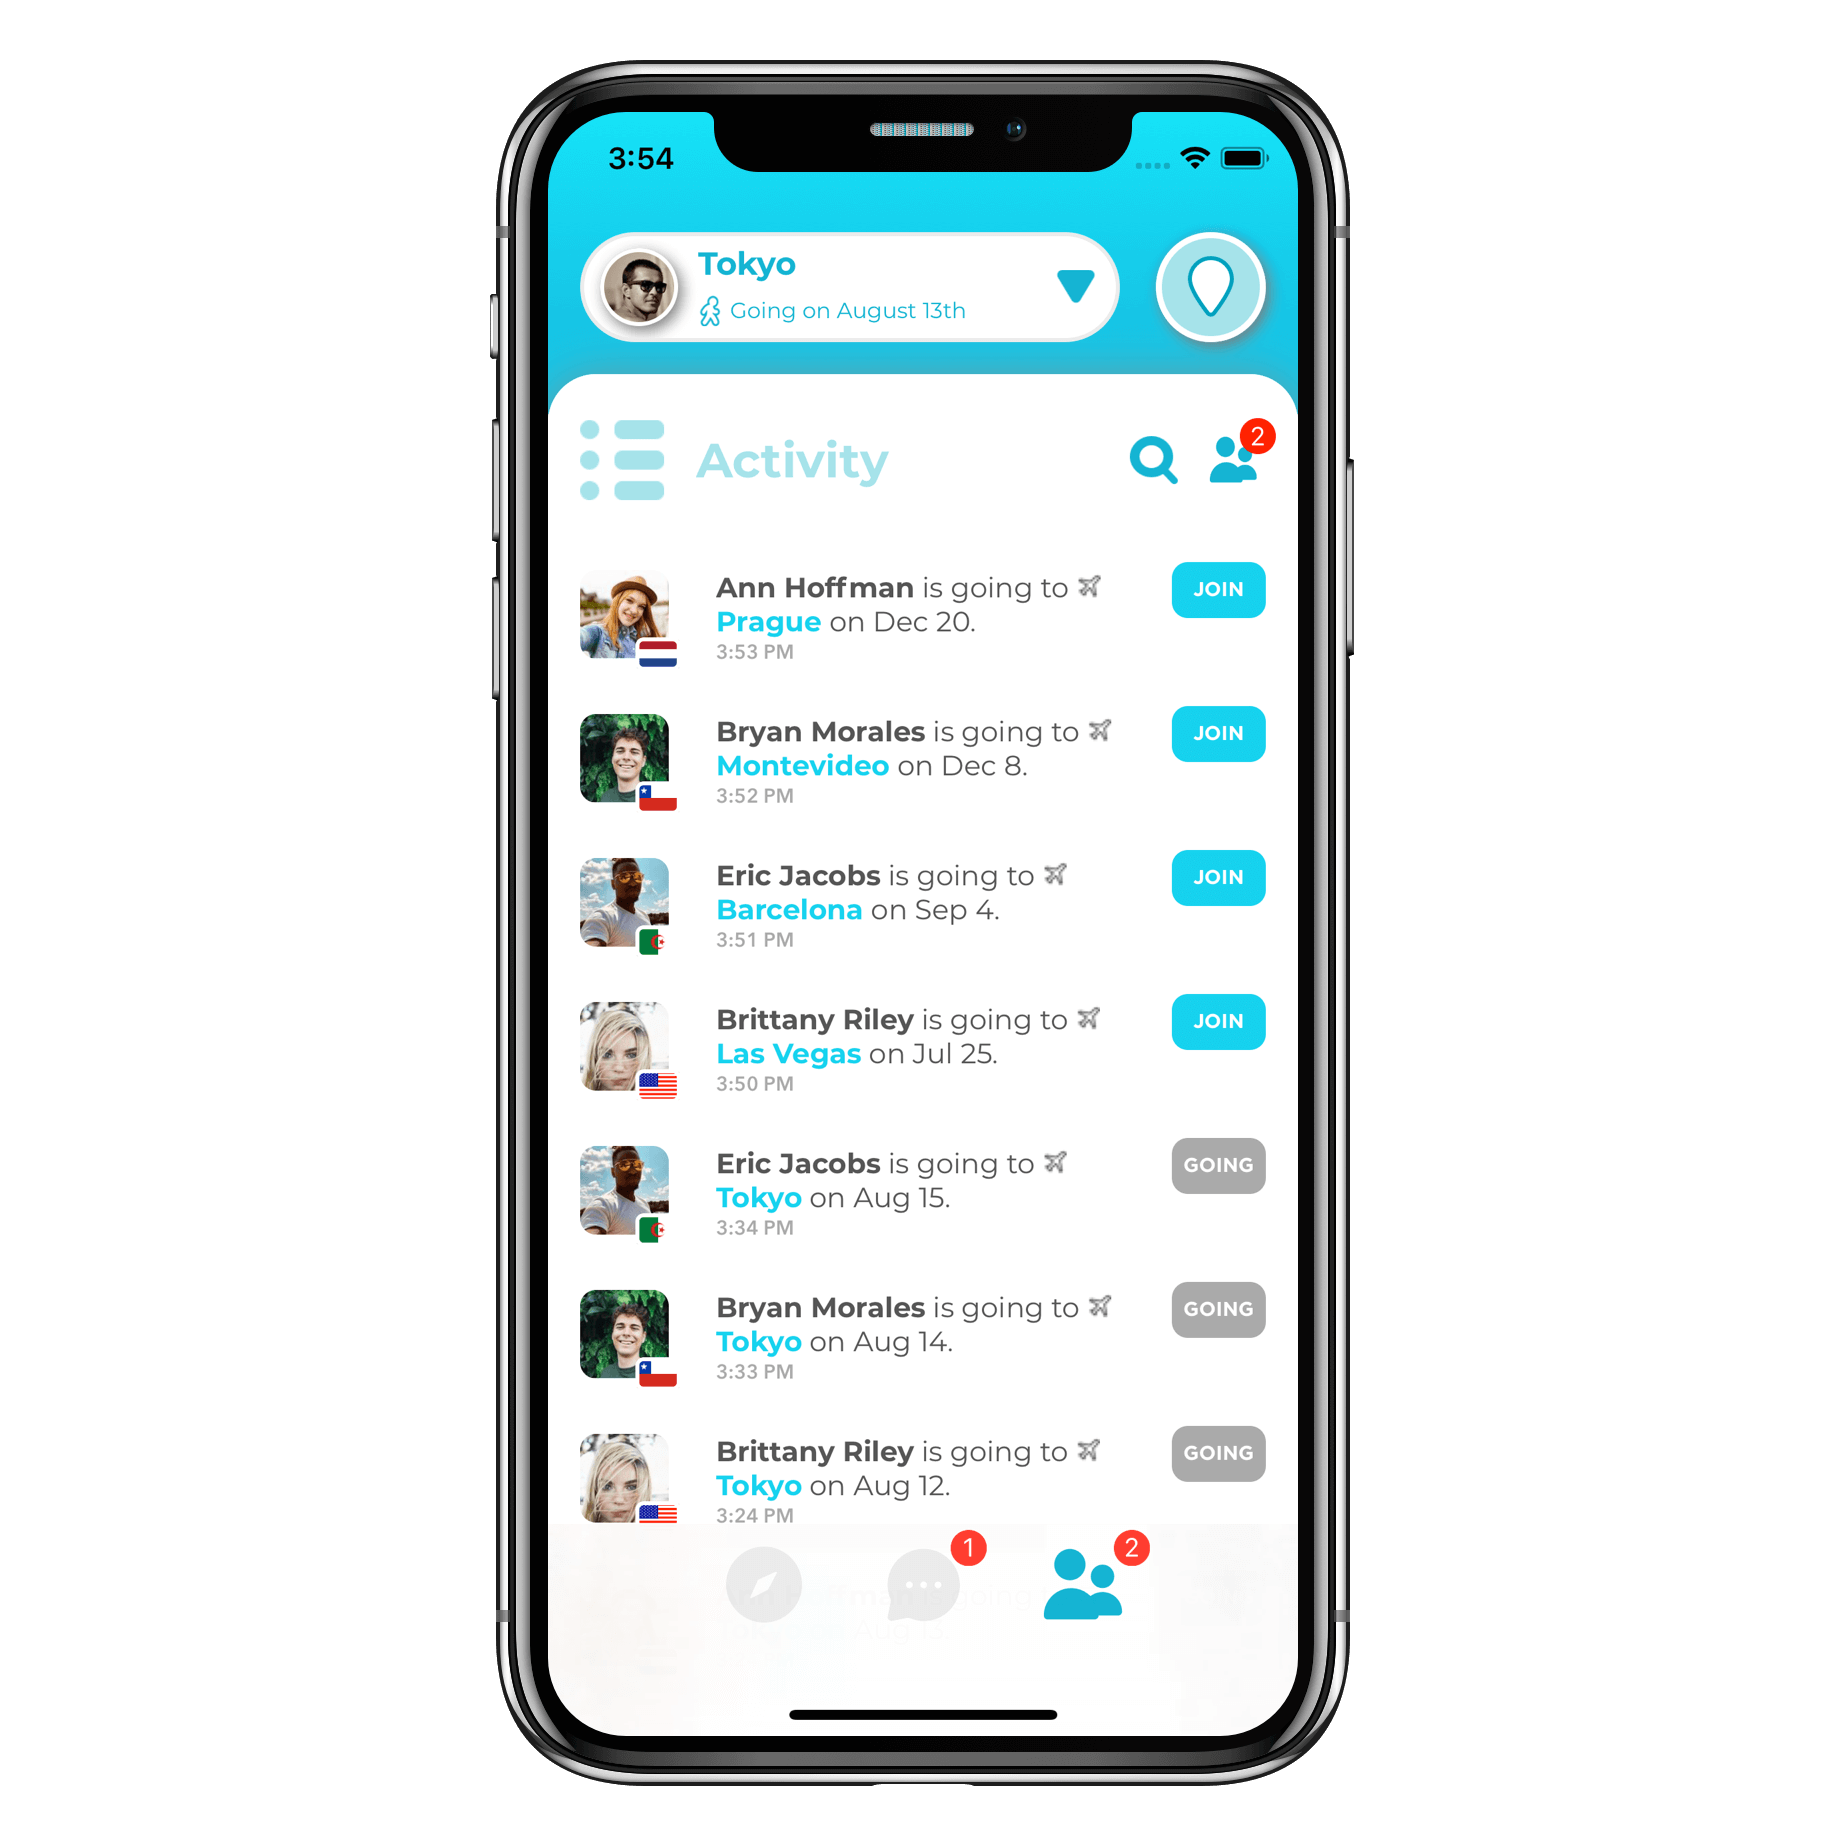 3:54
Tokyo
Going on August 13th
Activity
2
Ann Hoffman is going to
Prague on Dec 20.
3:53 PM
JOIN
Bryan Morales is going to
Montevideo on Dec 8.
3:52 PM
JOIN
Eric Jacobs is going to
Barcelona on Sep 4.
3:51 PM
JOIN
Brittany Riley is going to
Las Vegas on Jul 25.
3:50 PM
JOIN
Eric Jacobs is going to
Tokyo on Aug 15.
3:34 PM
GOING
Bryan Morales is going to
Tokyo on Aug 14.
3:33 PM
GOING
Brittany Riley is going to
Tokyo on Aug 12.
3:24 PM
GOING
1
2